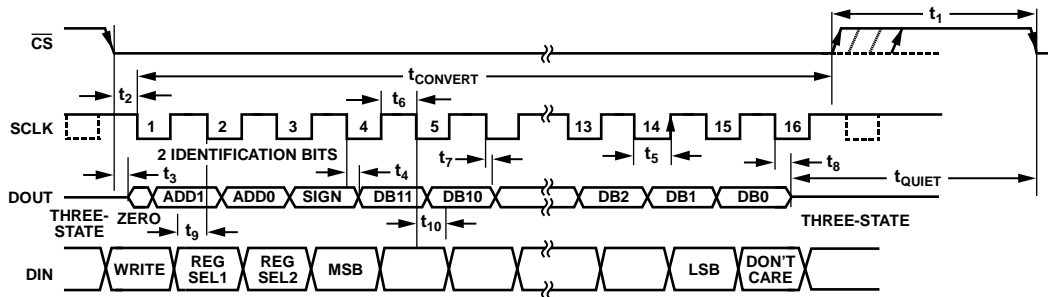 t1
CS
tCONVERT
t2
t6
SCLK
1 2 3 4 5 13 14 15 16
2 IDENTIFICATION BITS
t3 t4 t7 t5 t8
tQUIET
DOUT
ZERO ADD1 ADD0 SIGN DB11 DB10 DB2 DB1 DB0
THREE-
STATE
THREE-STATE
t9 t10
DIN
WRITE REG
SEL1 REG
SEL2 MSB LSB DON'T
CARE